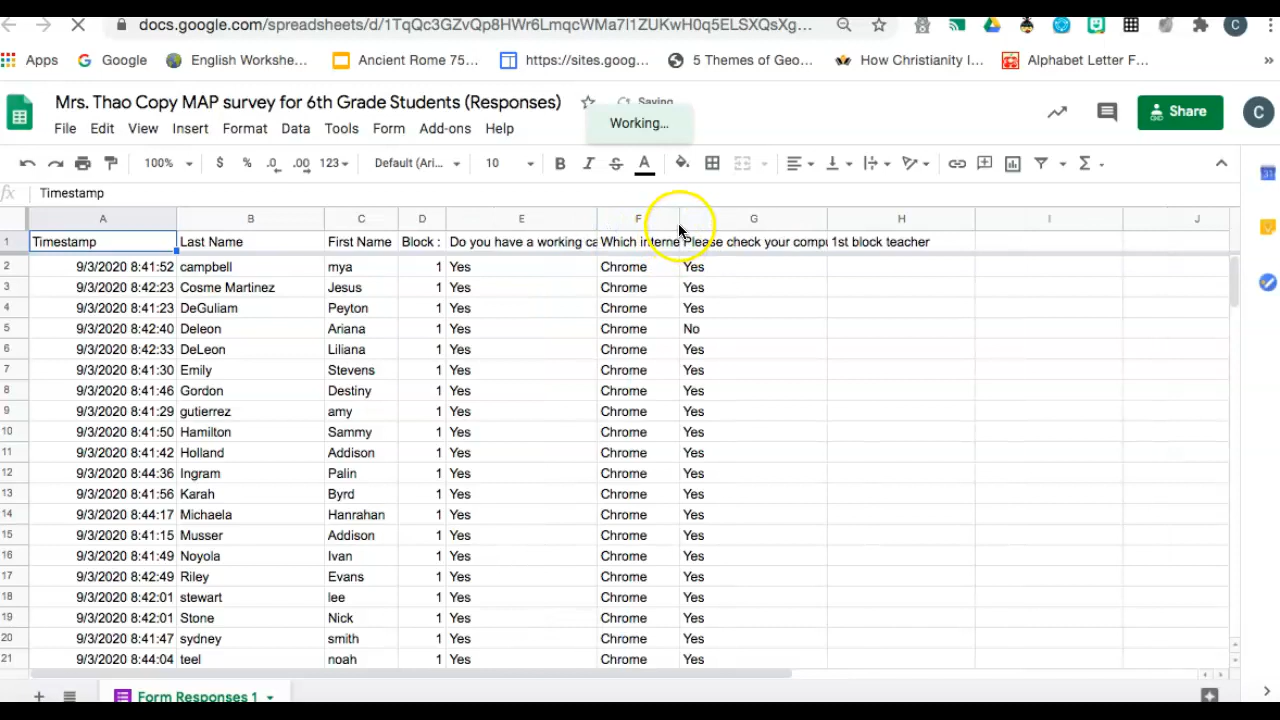 docs.google.com/spreadsheets/d/1TqQc3GZvQp8HWr6LmqcWMa7l1ZUKwH0q5ELSXQsXg... C
Apps Google English Workshe... Ancient Rome 75... https://sites.goog... 5 Themes of Geo... How Christianity I... Alphabet Letter F... »
Mrs. Thao Copy MAP survey for 6th Grade Students (Responses) Saving
Working...
Share C
File Edit View Insert Format Data Tools Form Add-ons Help
100% $ % .0 .00 123 Default (Ari... 10 B I S A Σ
fx Timestamp
A B C D E F G H I J
1 Timestamp Last Name First Name Block : Do you have a working ca Which interne Please check your compu 1st block teacher
2 9/3/2020 8:41:52 campbell mya 1 Yes Chrome Yes
3 9/3/2020 8:42:23 Cosme Martinez Jesus 1 Yes Chrome Yes
4 9/3/2020 8:41:23 DeGuliam Peyton 1 Yes Chrome Yes
5 9/3/2020 8:42:40 Deleon Ariana 1 Yes Chrome No
6 9/3/2020 8:42:33 DeLeon Liliana 1 Yes Chrome Yes
7 9/3/2020 8:41:30 Emily Stevens 1 Yes Chrome Yes
8 9/3/2020 8:41:46 Gordon Destiny 1 Yes Chrome Yes
9 9/3/2020 8:41:29 gutierrez amy 1 Yes Chrome Yes
10 9/3/2020 8:41:50 Hamilton Sammy 1 Yes Chrome Yes
11 9/3/2020 8:41:42 Holland Addison 1 Yes Chrome Yes
12 9/3/2020 8:44:36 Ingram Palin 1 Yes Chrome Yes
13 9/3/2020 8:41:56 Karah Byrd 1 Yes Chrome Yes
14 9/3/2020 8:44:17 Michaela Hanrahan 1 Yes Chrome Yes
15 9/3/2020 8:41:15 Musser Addison 1 Yes Chrome Yes
16 9/3/2020 8:41:49 Noyola Ivan 1 Yes Chrome Yes
17 9/3/2020 8:42:49 Riley Evans 1 Yes Chrome Yes
18 9/3/2020 8:42:01 stewart lee 1 Yes Chrome Yes
19 9/3/2020 8:42:01 Stone Nick 1 Yes Chrome Yes
20 9/3/2020 8:41:47 sydney smith 1 Yes Chrome Yes
21 9/3/2020 8:44:04 teel noah 1 Yes Chrome Yes
Form Responses 1